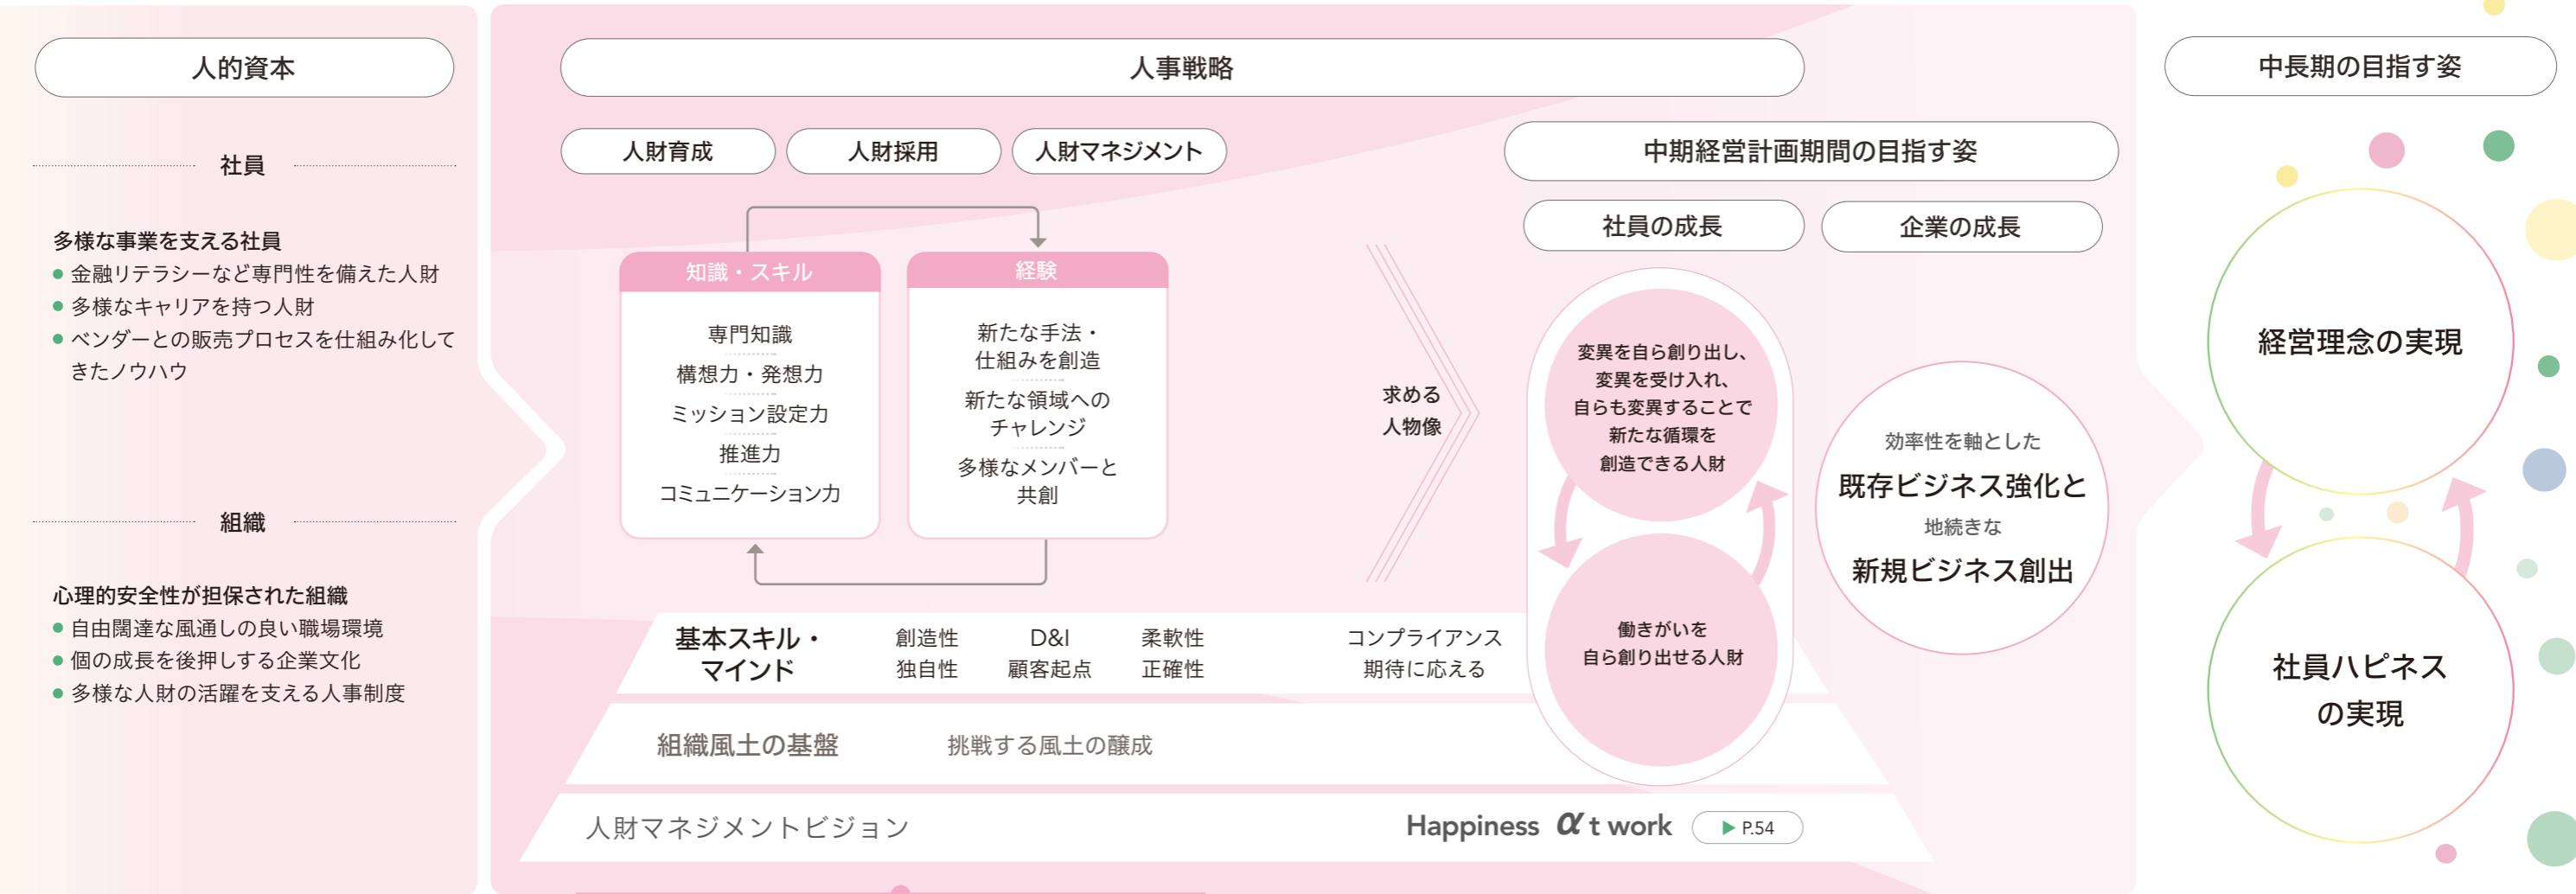 人的資本
社員
多様な事業を支える社員
金融リテラシーなど専門性を備えた人財
多様なキャリアを持つ人財
ベンダーとの販売プロセスを仕組み化して
きたノウハウ
組織
心理的安全性が担保された組織
自由闊達な風通しの良い職場環境
個の成長を後押しする企業文化
多様な人財の活躍を支える人事制度
人事戦略
人財育成
人財採用
人財マネジメント
知識・スキル
専門知識
構想力・発想力
ミッション設定力
推進力
コミュニケーション力
経験
新たな手法・
仕組みを創造
新たな領域への
チャレンジ
多様なメンバーと
共創
求める
人物像
中期経営計画期間の目指す姿
社員の成長
企業の成長
変異を自ら創り出し、
変異を受け入れ、
自らも変異することで
新たな循環を
創造できる人財
働きがいを
自ら創り出せる人財
効率性を軸とした
既存ビジネス強化と
地続きな
新規ビジネス創出
基本スキル・
マインド
創造性 D&I 柔軟性 コンプライアンス
独自性 顧客起点 正確性 期待に応える
組織風土の基盤 挑戦する風土の醸成
人財マネジメントビジョン Happiness αt work ▶ P.54
中長期の目指す姿
経営理念の実現
社員ハピネス
の実現